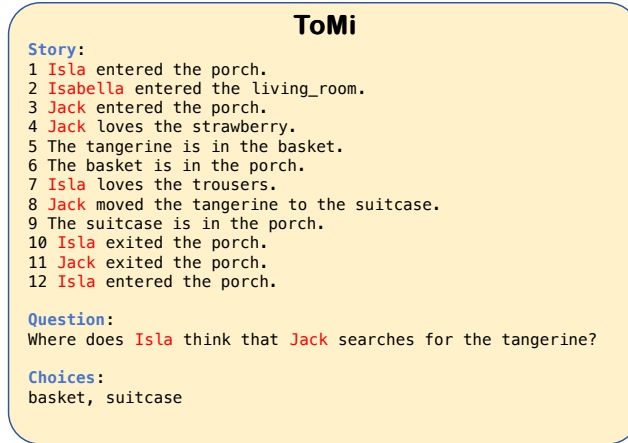 ToMi
Story:
1 Isla entered the porch.
2 Isabella entered the living_room.
3 Jack entered the porch.
4 Jack loves the strawberry.
5 The tangerine is in the basket.
6 The basket is in the porch.
7 Isla loves the trousers.
8 Jack moved the tangerine to the suitcase.
9 The suitcase is in the porch.
10 Isla exited the porch.
11 Jack exited the porch.
12 Isla entered the porch.
Question:
Where does Isla think that Jack searches for the tangerine?
Choices:
basket, suitcase